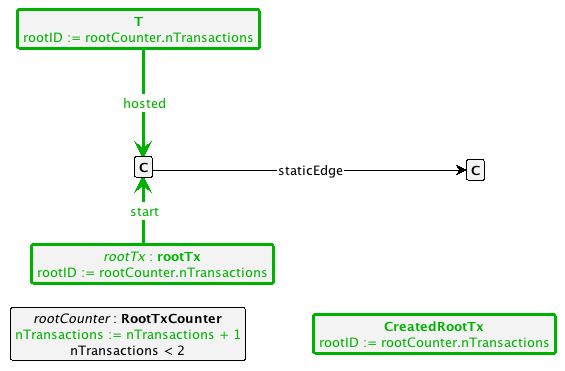 T
rootID := rootCounter.nTransactions
hosted
C
staticEdge
C
start
rootTx : rootTx
rootID := rootCounter.nTransactions
rootCounter : RootTxCounter
nTransactions := nTransactions + 1
nTransactions < 2
CreatedRootTx
rootID := rootCounter.nTransactions